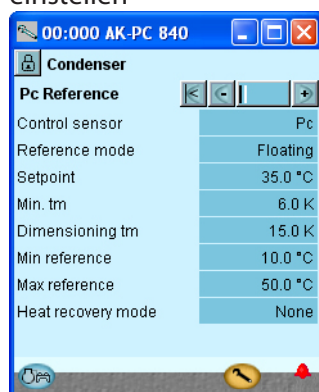 einstellen
00:000 AK-PC 840
Condenser
Pc Reference
Control sensor Pc
Reference mode Floating
Setpoint 35.0 °C
Min. tm 6.0 K
Dimensioning tm 15.0 K
Min reference 10.0 °C
Max reference 50.0 °C
Heat recovery mode None